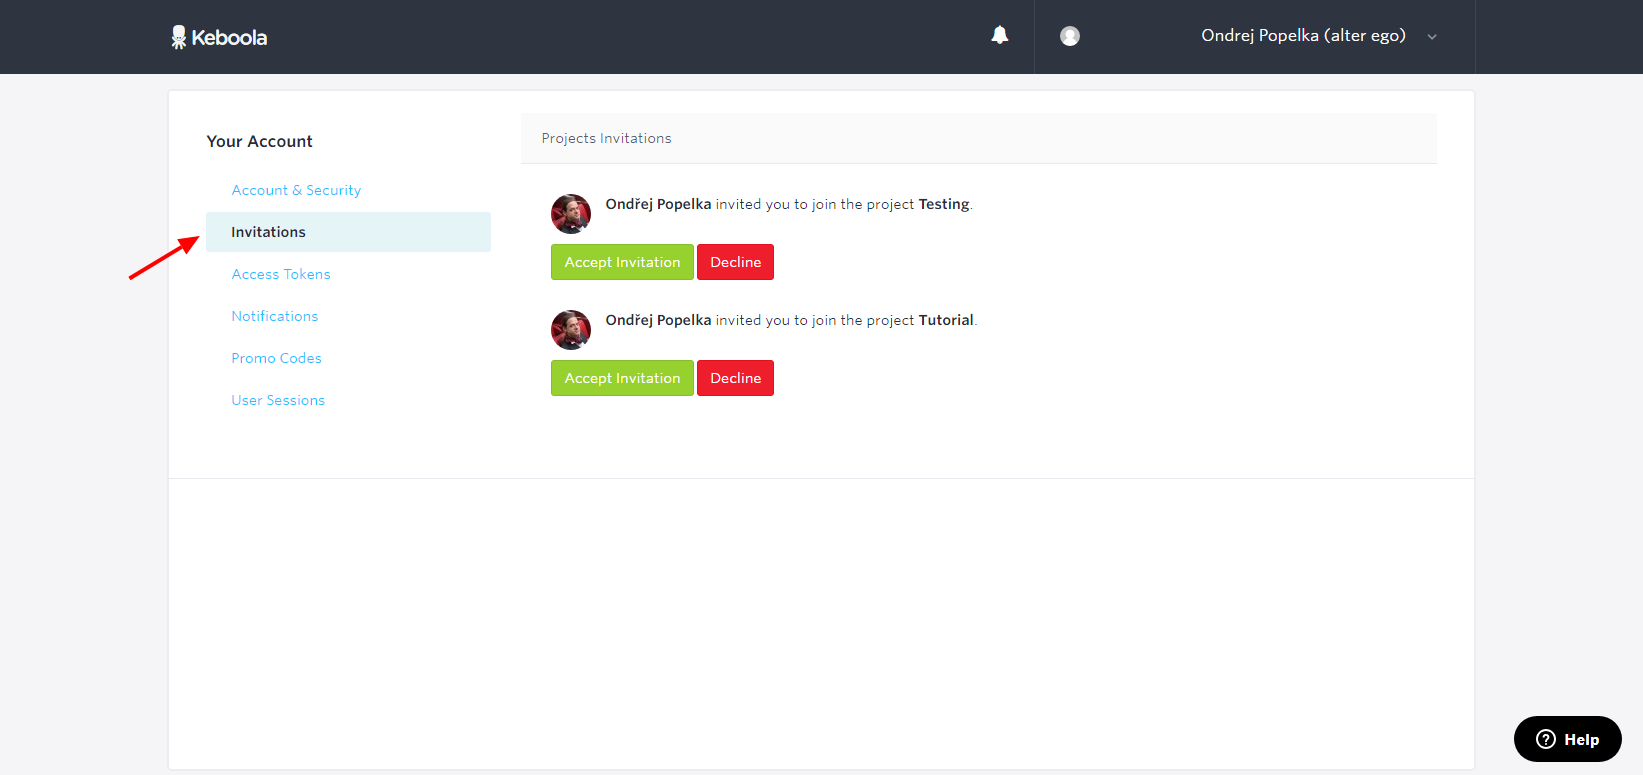 Keboola
Ondrej Popelka (alter ego)
Your Account
Account & Security
Invitations
Access Tokens
Notifications
Promo Codes
User Sessions
Projects Invitations
Ondřej Popelka invited you to join the project Testing.
Accept Invitation Decline
Ondřej Popelka invited you to join the project Tutorial.
Accept Invitation Decline
? Help